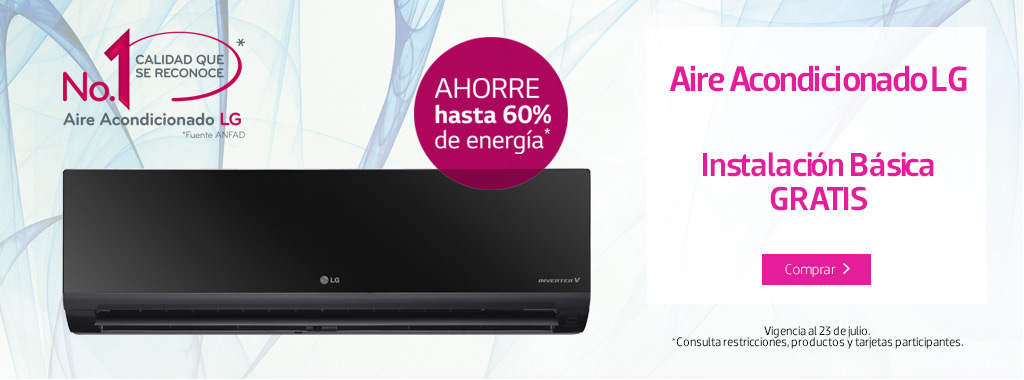 No.1
CALIDAD QUE
SE RECONOCE*
Aire Acondicionado LG
*Fuente ANFAD
AHORRE
hasta 60%
de energía*
LG
INVERTER V
Aire Acondicionado LG
Instalación Básica
GRATIS
Comprar >
Vigencia al 23 de julio.
*Consulta restricciones, productos y tarjetas participantes.